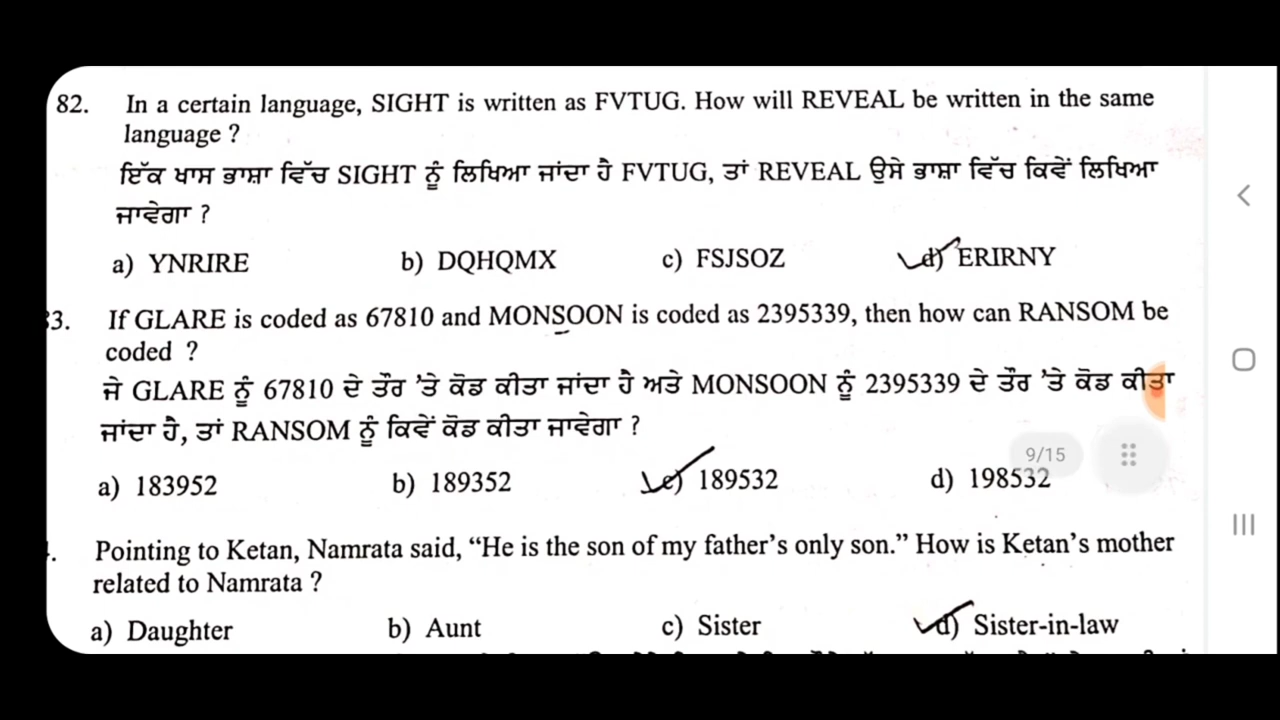 82. In a certain language, SIGHT is written as FVTUG. How will REVEAL be written in the same
language ?
ਇੱਕ ਖਾਸ ਭਾਸ਼ਾ ਵਿੱਚ SIGHT ਨੂੰ ਲਿਖਿਆ ਜਾਂਦਾ ਹੈ FVTUG, ਤਾਂ REVEAL ਉਸੇ ਭਾਸ਼ਾ ਵਿੱਚ ਕਿਵੇਂ ਲਿਖਿਆ
ਜਾਵੇਗਾ ?
a) YNRIRE b) DQHQMX c) FSJSOZ d) ERIRNY
3. If GLARE is coded as 67810 and MONSOON is coded as 2395339, then how can RANSOM be
coded ?
ਜੇ GLARE ਨੂੰ 67810 ਦੇ ਤੌਰ 'ਤੇ ਕੋਡ ਕੀਤਾ ਜਾਂਦਾ ਹੈ ਅਤੇ MONSOON ਨੂੰ 2395339 ਦੇ ਤੌਰ 'ਤੇ ਕੋਡ ਕੀਤਾ
ਜਾਂਦਾ ਹੈ, ਤਾਂ RANSOM ਨੂੰ ਕਿਵੇਂ ਕੋਡ ਕੀਤਾ ਜਾਵੇਗਾ ?
9/15
a) 183952 b) 189352 c) 189532 d) 198532
. Pointing to Ketan, Namrata said, “He is the son of my father’s only son.” How is Ketan’s mother
related to Namrata ?
a) Daughter b) Aunt c) Sister d) Sister-in-law